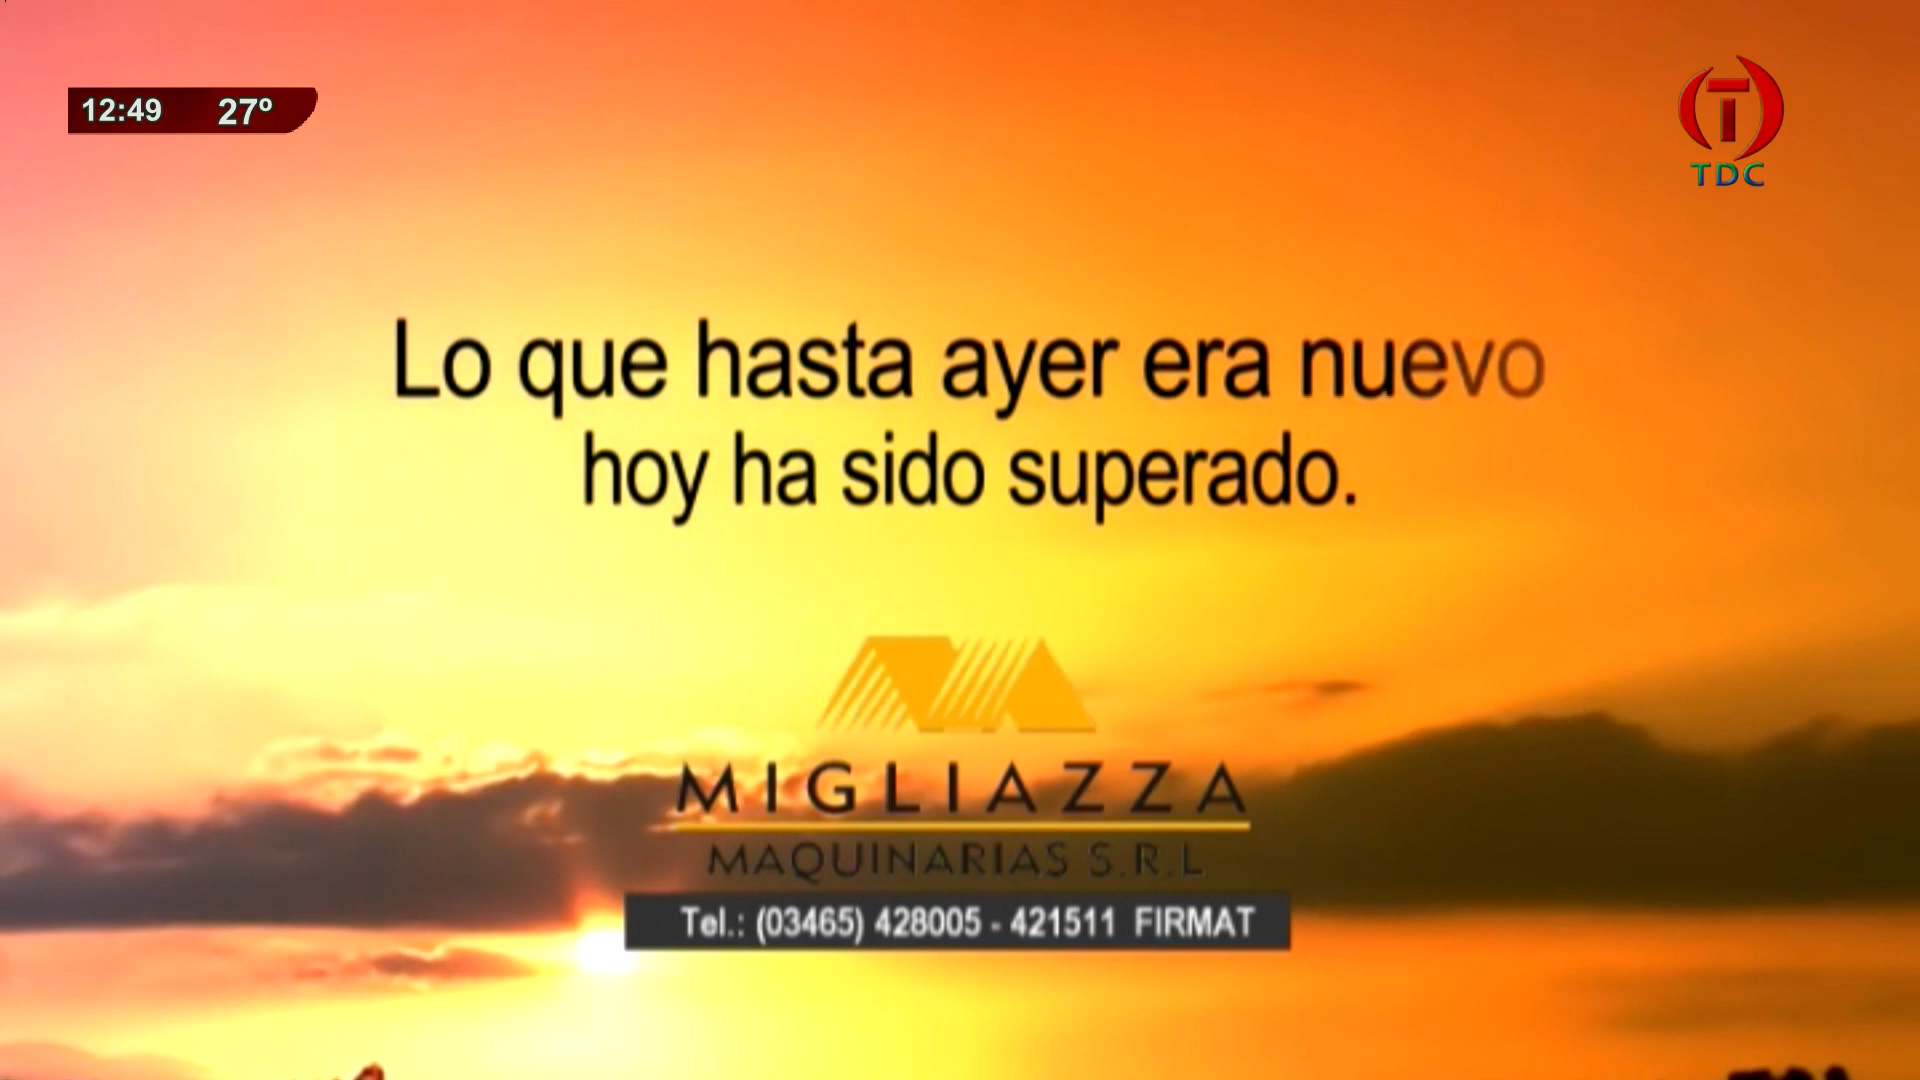 12:49 27º
T
TDC
Lo que hasta ayer era nuevo
hoy ha sido superado.
MIGLIAZZA
MAQUINARIAS S.R.L
Tel.: (03465) 428005 - 421511 FIRMAT